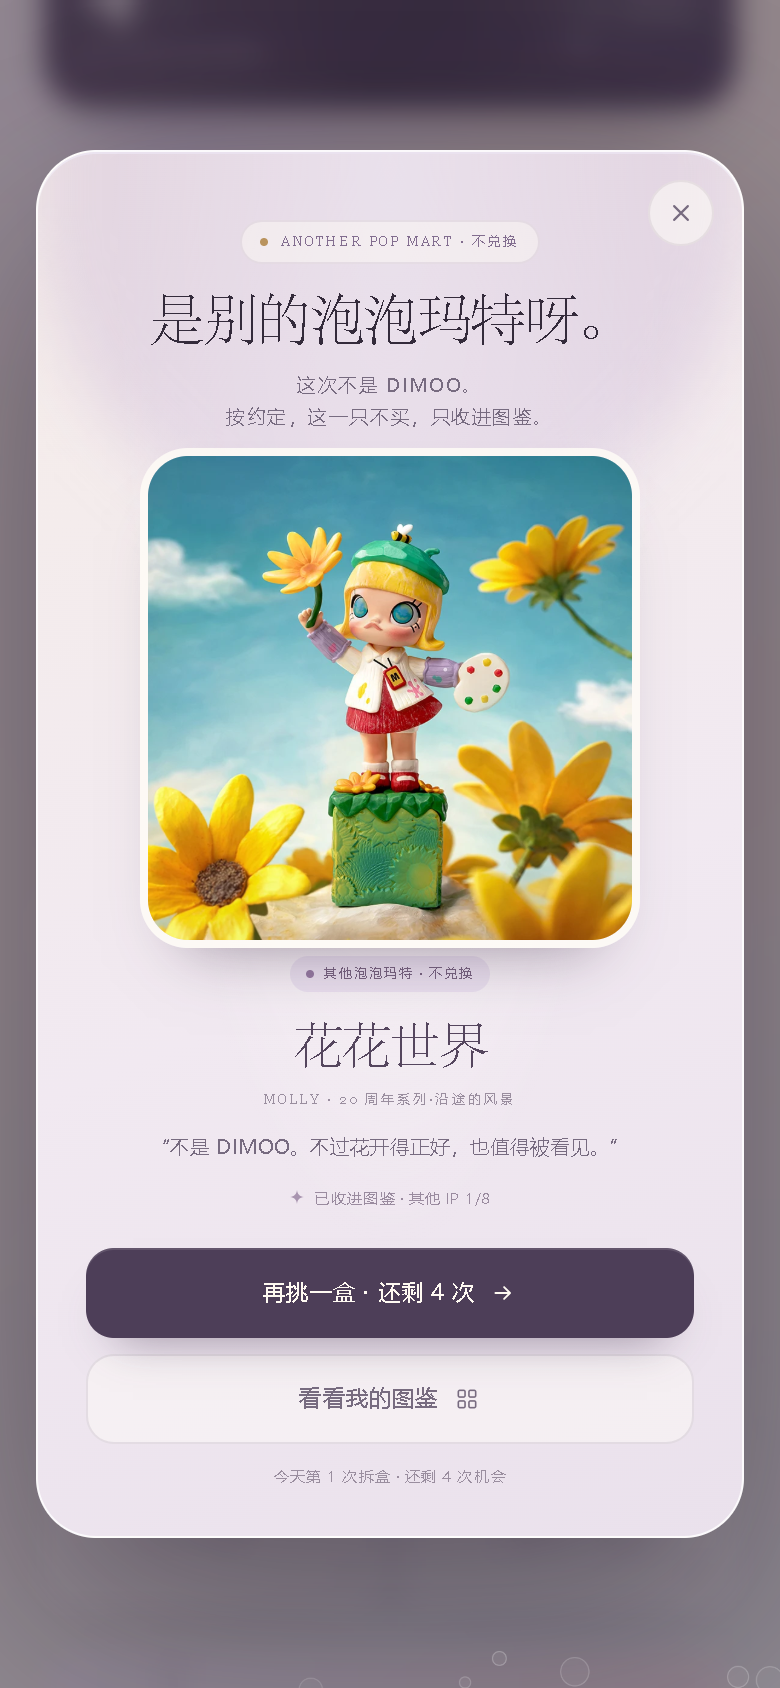 ANOTHER POP MART · 不兑换
是别的泡泡玛特呀。
这次不是 DIMOO。
按约定，这一只不买，只收进图鉴。
M
其他泡泡玛特 · 不兑换
花花世界
MOLLY · 20 周年系列·沿途的风景
“不是 DIMOO。不过花开得正好，也值得被看见。”
已收进图鉴 · 其他 IP 1/8
再挑一盒 · 还剩 4 次 →
看看我的图鉴
今天第 1 次拆盒 · 还剩 4 次机会